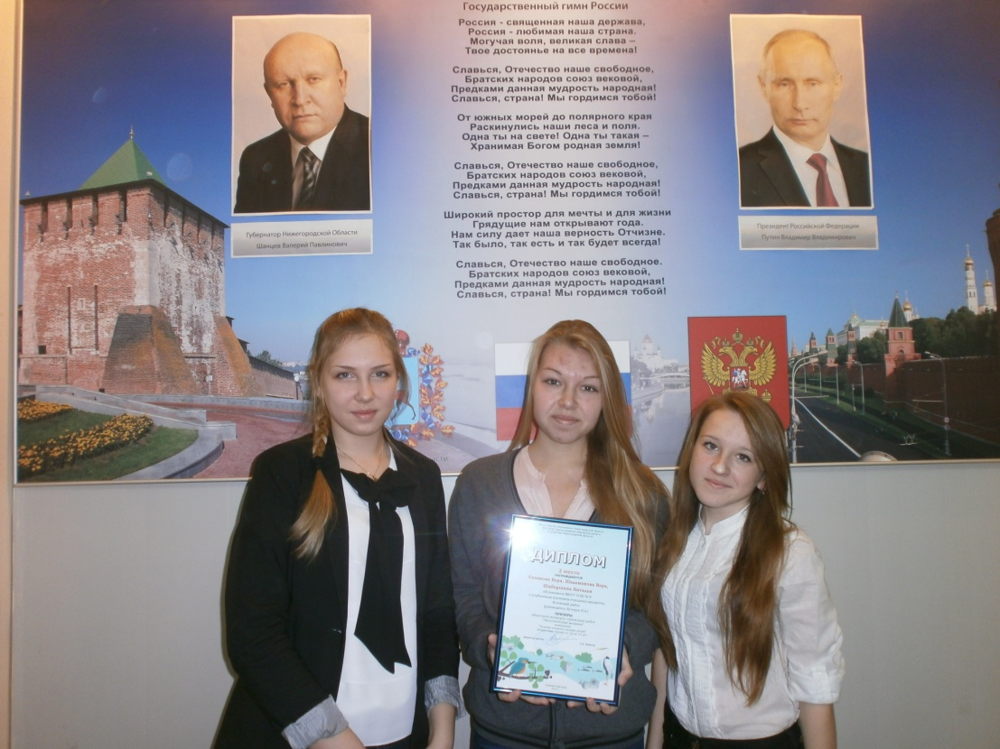 Государственный гимн России
Россия - священная наша держава,
Россия - любимая наша страна.
Могучая воля, великая слава –
Твое достоянье на все времена!
Славься, Отечество наше свободное,
Братских народов союз вековой,
Предками данная мудрость народная!
Славься, страна! Мы гордимся тобой!
От южных морей до полярного края
Раскинулись наши леса и поля.
Одна ты на свете! Одна ты такая –
Хранимая Богом родная земля!
Славься, Отечество наше свободное,
Братских народов союз вековой,
Предками данная мудрость народная!
Славься, страна! Мы гордимся тобой!
Широкий простор для мечты и для жизни
Грядущие нам открывают года.
Нам силу дает наша верность Отчизне.
Так было, так есть и так будет всегда!
Славься, Отечество наше свободное.
Братских народов союз вековой,
Предками данная мудрость народная!
Славься, страна! Мы гордимся тобой!
Губернатор Нижегородской Области
Шанцев Валерий Павлинович
Президент Российской Федерации
Путин Владимир Владимирович
ДИПЛОМ
2 место
награждаются
Вера,
Вера,
Наталья
ПРИЗЕРЫ